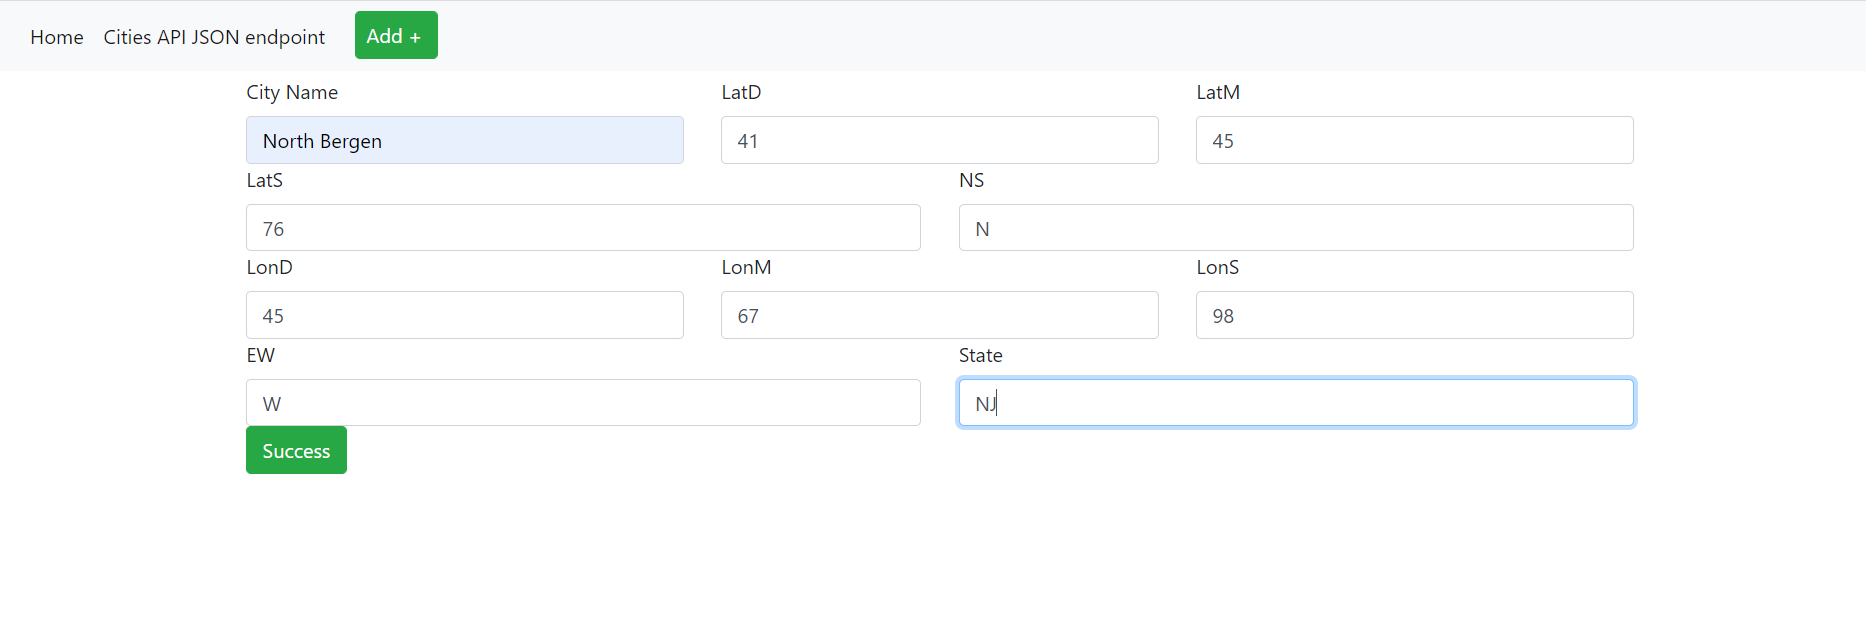 Home Cities API JSON endpoint Add +
City Name LatD LatM
North Bergen 41 45
LatS NS
76 N
LonD LonM LonS
45 67 98
EW State
W NJ
Success